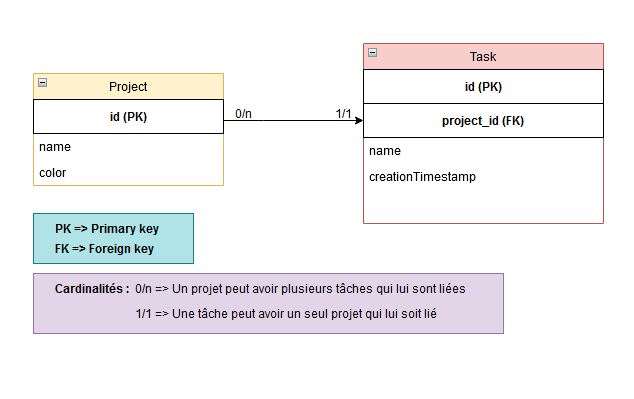 Project
id (PK)
name
color
0/n
1/1
Task
id (PK)
project_id (FK)
name
creationTimestamp
PK => Primary key
FK => Foreign key
Cardinalités : 0/n => Un projet peut avoir plusieurs tâches qui lui sont liées
1/1 => Une tâche peut avoir un seul projet qui lui soit lié